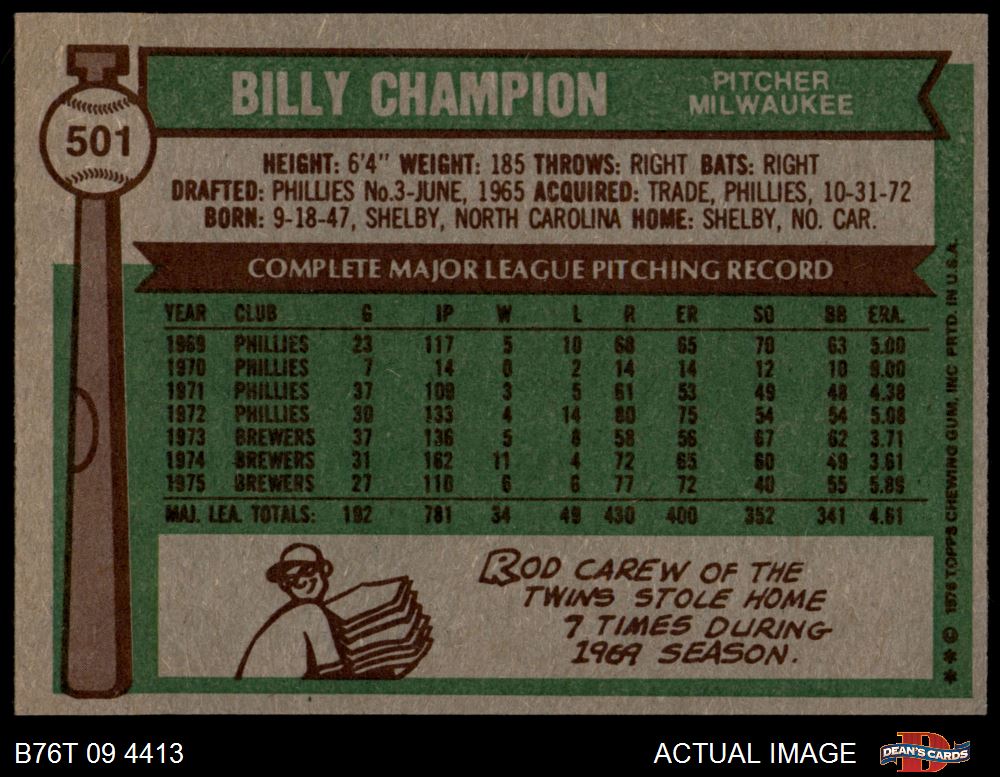 501
BILLY CHAMPION
PITCHER
MILWAUKEE
HEIGHT: 6'4" WEIGHT: 185 THROWS: RIGHT BATS: RIGHT
DRAFTED: PHILLIES No.3-JUNE, 1965 ACQUIRED: TRADE, PHILLIES, 10-31-72
BORN: 9-18-47, SHELBY, NORTH CAROLINA HOME: SHELBY, NO. CAR.
COMPLETE MAJOR LEAGUE PITCHING RECORD
YEAR CLUB G IP W L R ER SO BB ERA.
1969 PHILLIES 23 117 5 10 68 65 70 63 5.00
1970 PHILLIES 7 14 0 2 14 14 12 10 9.00
1971 PHILLIES 37 109 3 5 61 53 49 48 4.38
1972 PHILLIES 30 133 4 14 80 75 54 54 5.08
1973 BREWERS 37 136 5 8 58 56 67 62 3.71
1974 BREWERS 31 162 11 4 72 65 60 49 3.61
1975 BREWERS 27 110 6 6 77 72 40 55 5.89
MAJ. LEA. TOTALS: 192 781 34 49 430 400 352 341 4.61
ROD CAREW OF THE
TWINS STOLE HOME
7 TIMES DURING
1969 SEASON.
** © 1976 TOPPS CHEWING GUM, INC PRTD. IN U.S.A.
B76T 09 4413
ACTUAL IMAGE
D
DEAN'S CARDS